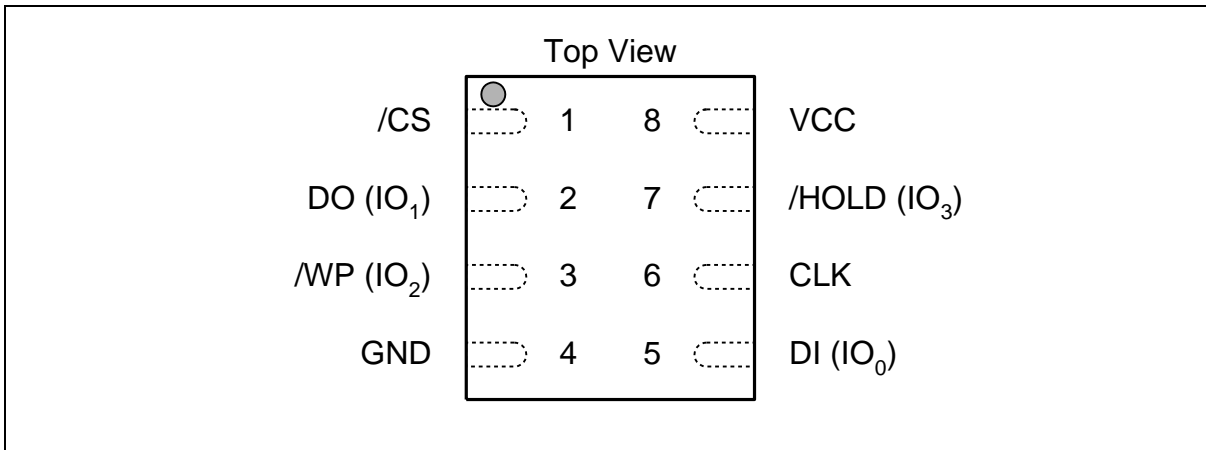 Top View
/CS 1 8 VCC
DO (IO₁) 2 7 /HOLD (IO₃)
/WP (IO₂) 3 6 CLK
GND 4 5 DI (IO₀)